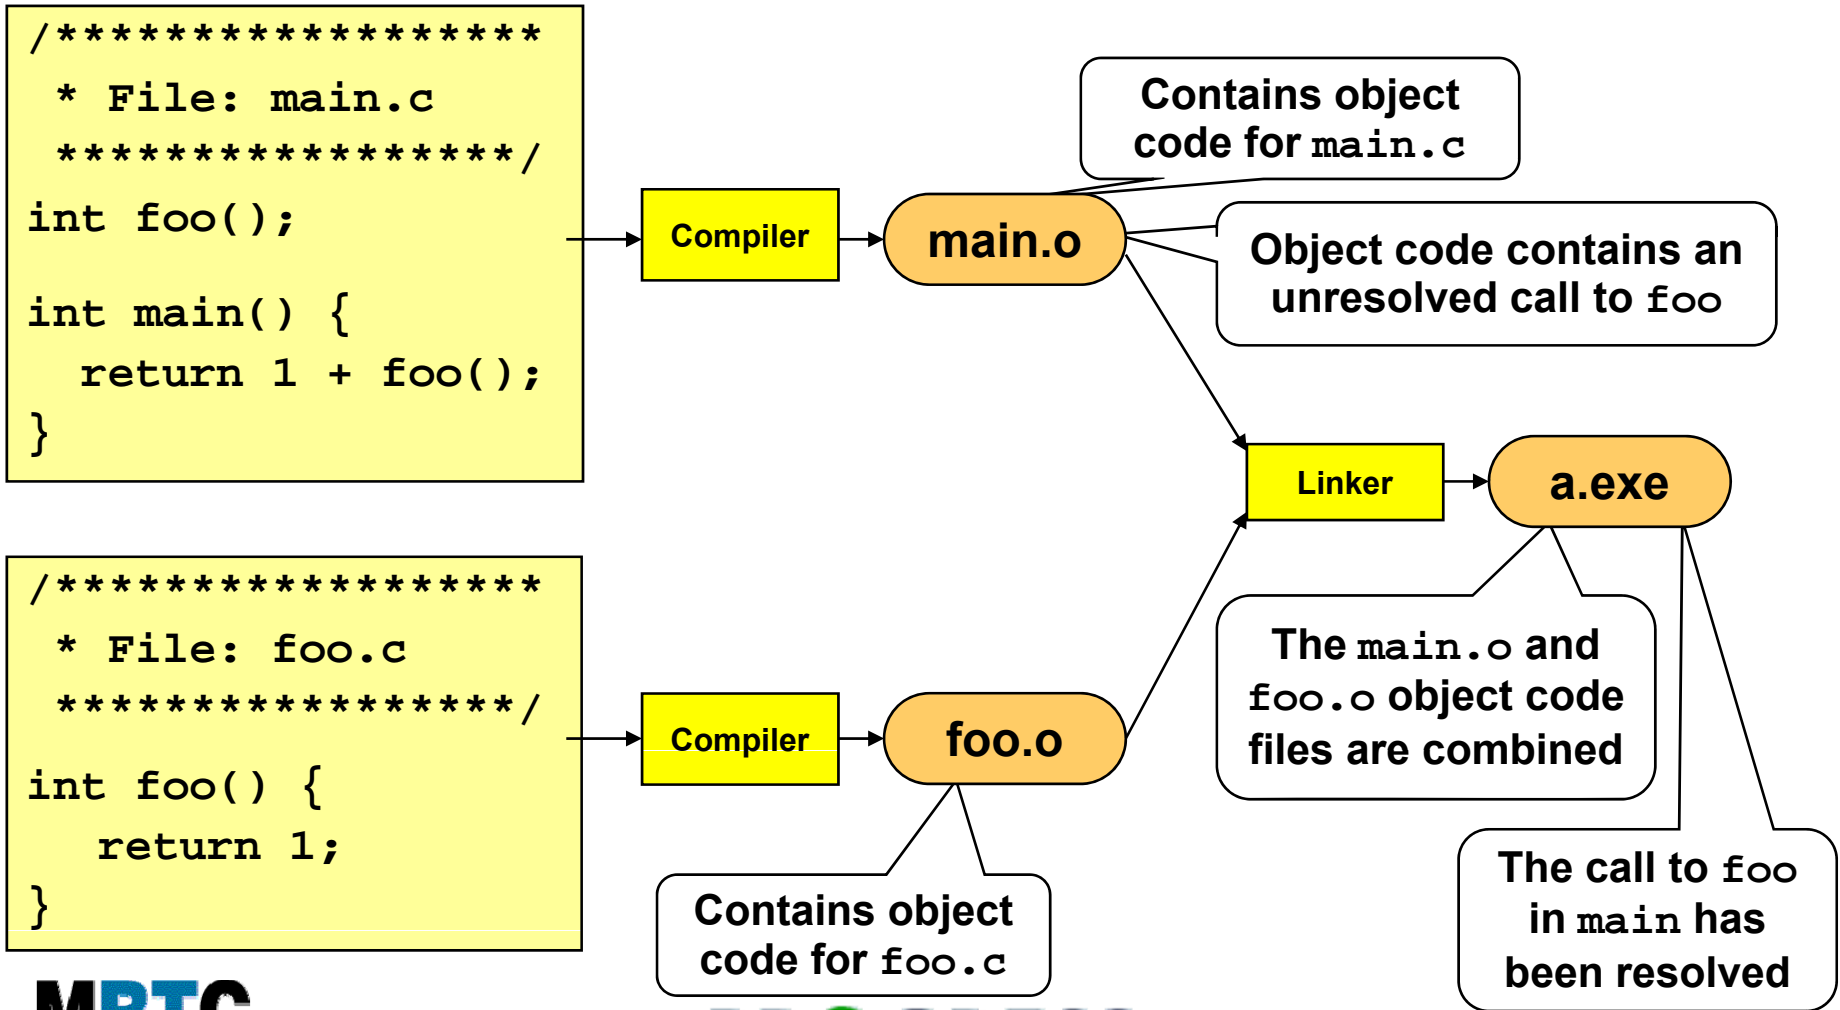 /******************
* File: main.c
*****************/
int foo();
int main() {
return 1 + foo();
}
Compiler
main.o
Contains object
code for main.c
Object code contains an
unresolved call to foo
/******************
* File: foo.c
*****************/
int foo() {
return 1;
}
Compiler
foo.o
Contains object
code for foo.c
Linker
a.exe
The main.o and
foo.o object code
files are combined
The call to foo
in main has
been resolved
MRTC